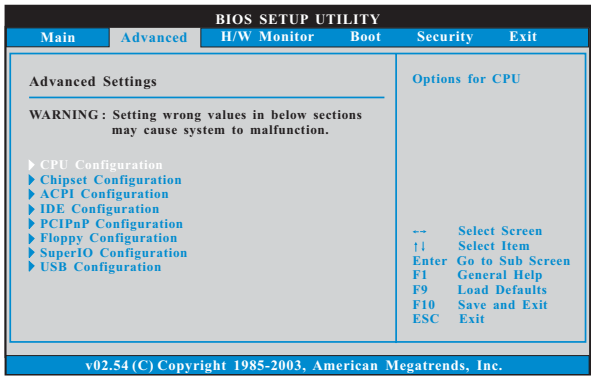 BIOS SETUP UTILITY
Main Advanced H/W Monitor Boot Security Exit
Advanced Settings
WARNING : Setting wrong values in below sections
may cause system to malfunction.
CPU Configuration
Chipset Configuration
ACPI Configuration
IDE Configuration
PCIPnP Configuration
Floppy Configuration
SuperIO Configuration
USB Configuration
Options for CPU
←→ Select Screen
↑↓ Select Item
Enter Go to Sub Screen
F1 General Help
F9 Load Defaults
F10 Save and Exit
ESC Exit
v02.54 (C) Copyright 1985-2003, American Megatrends, Inc.